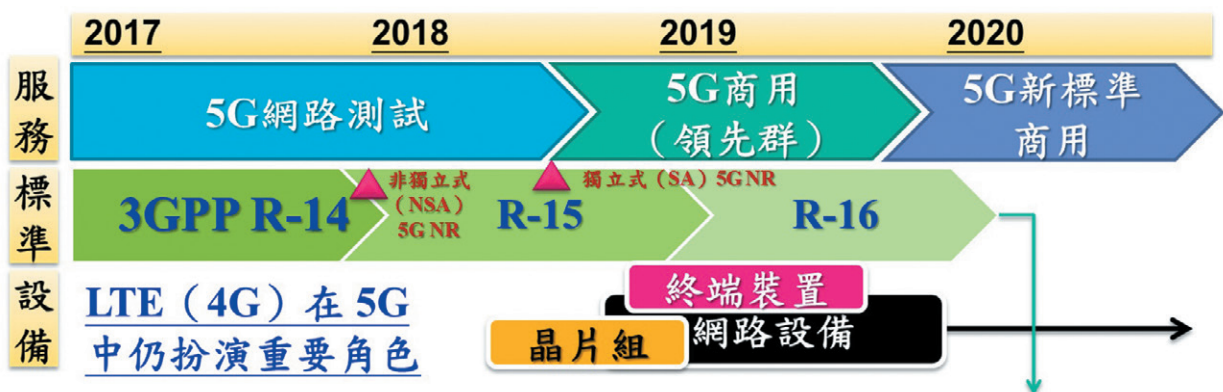 2017 2018 2019 2020
服務
5G網路測試
5G商用
（領先群）
5G新標準
商用
標準
3GPP R-14
非獨立式
（NSA）
5G NR
R-15
獨立式（SA）5G NR
R-16
設備
LTE（4G）在 5G
中仍扮演重要角色
晶片組
終端裝置
網路設備